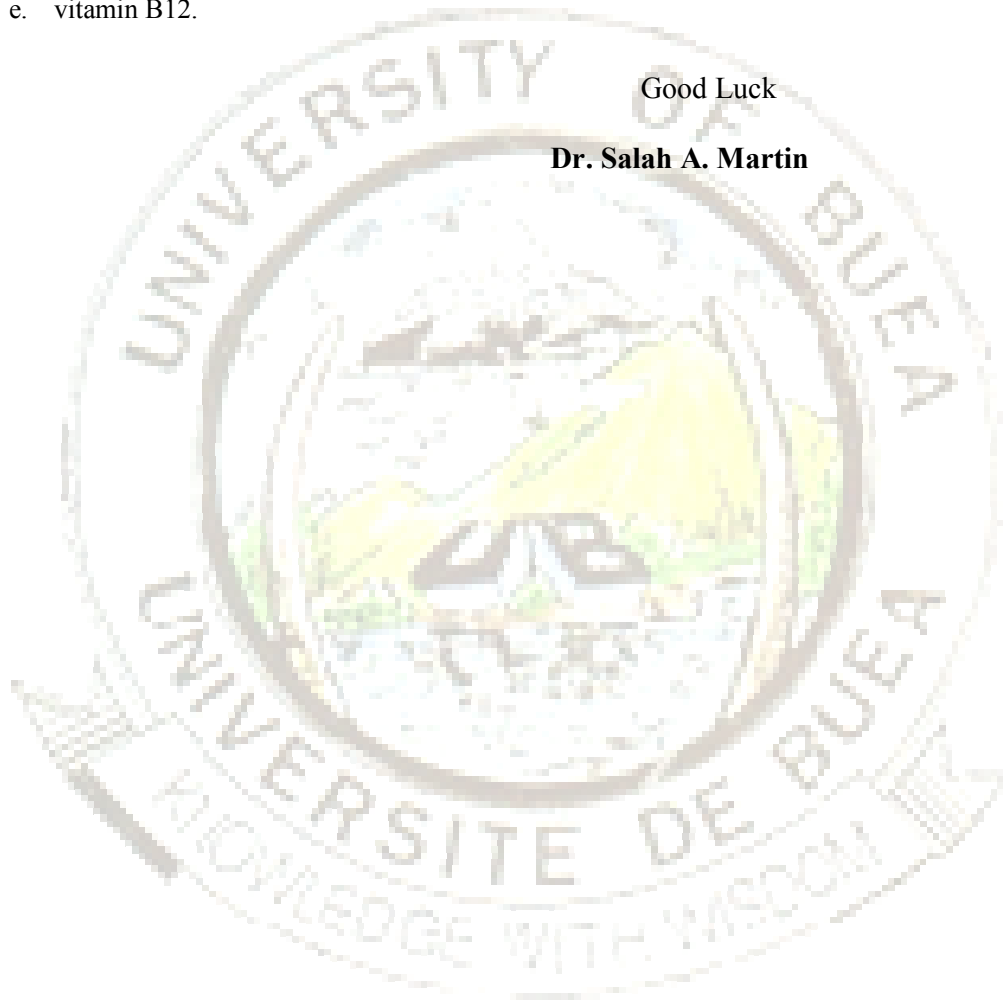 e. vitamin B12.
Good Luck
Dr. Salah A. Martin
UNIVERSITY OF BUEA
UNIVERSITE DE BUEA
KNOWLEDGE WITH WISDOM
UB